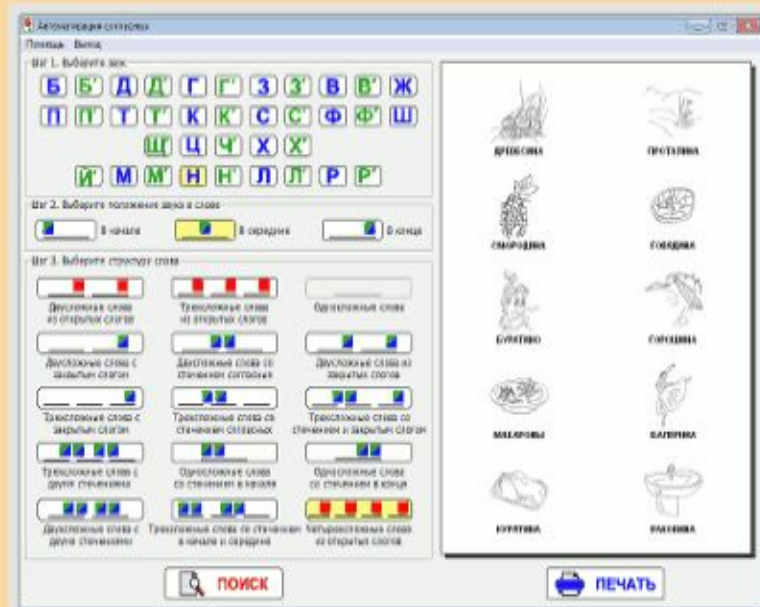 Автоматизация согласных
Помощь Выход
Шаг 1. Выберите звук
Б Б' Д Д' Г Г' З З' В В' Ж
П П' Т Т' К К' С С' Ф Ф' Ш
Щ' Ц Ч' Х Х'
Й' М М' Н Н' Л Л' Р Р'
Шаг 2. Выберите положение звука в слове
В начале В середине В конце
Шаг 3. Выберите структуру слова
Двусложные слова из открытых слогов
Трехсложные слова из открытых слогов
Односложные слова
Двусложные слова с закрытым слогом
Двусложные слова со стечением согласных
Двусложные слова из закрытых слогов
Трехсложные слова с закрытым слогом
Трехсложные слова со стечением согласных
Трехсложные слова со стечением и закрытым слогом
Трехсложные слова с двумя стечениями
Односложные слова со стечением в начале
Односложные слова со стечением в конце
Двусложные слова с двумя стечениями
Трехсложные слова со стечением в начале и середине
Четырехсложные слова из открытых слогов
ПОИСК
ДРЕВЕСИНА ПРОТАЛИНА
СМОРОДИНА ГОВЯДИНА
БУРАТИНО ГОРОШИНА
МАКАРОНЫ БАЛЕРИНА
КУРЯТИНА РАКОВИНА
ПЕЧАТЬ